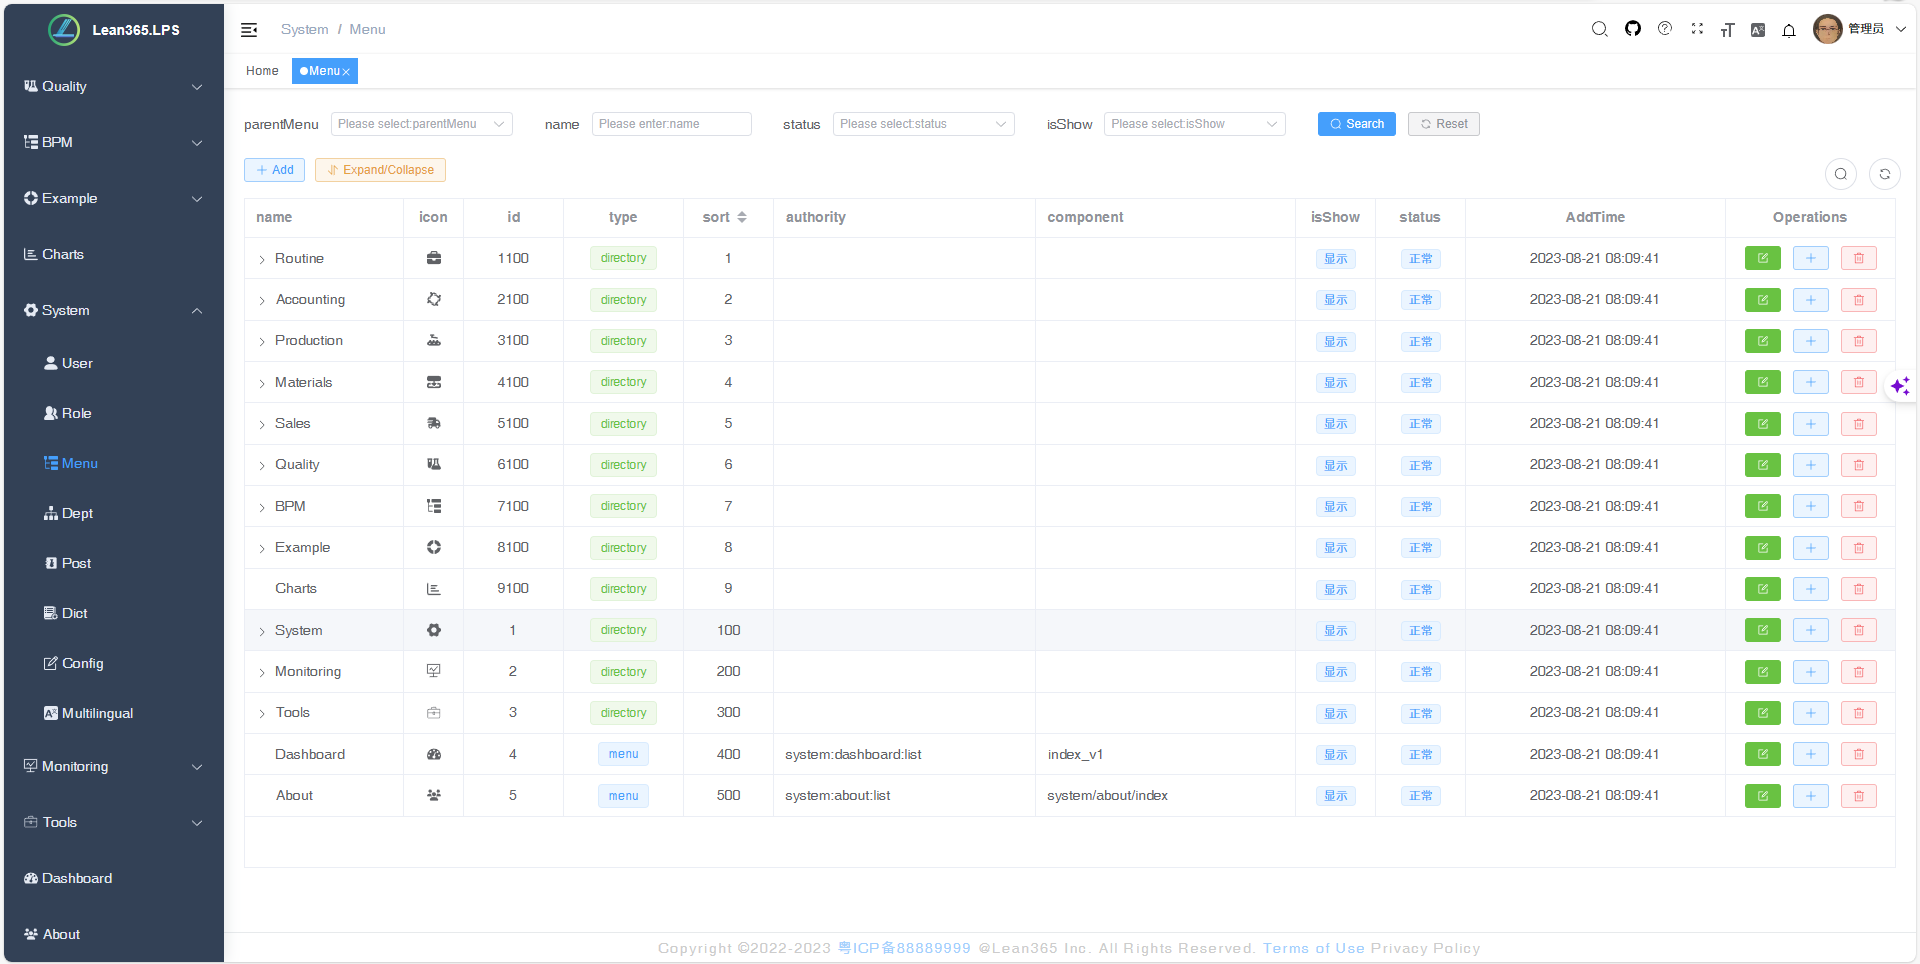 Lean365.LPS
System / Menu
管理员
Home
Menu
Quality
BPM
Example
Charts
System
User
Role
Menu
Dept
Post
Dict
Config
Multilingual
Monitoring
Tools
Dashboard
About
parentMenu Please select:parentMenu name Please enter:name status Please select:status isShow Please select:isShow Search Reset
Add Expand/Collapse
name icon id type sort authority component isShow status AddTime Operations
Routine 1100 directory 1 显示 正常 2023-08-21 08:09:41
Accounting 2100 directory 2 显示 正常 2023-08-21 08:09:41
Production 3100 directory 3 显示 正常 2023-08-21 08:09:41
Materials 4100 directory 4 显示 正常 2023-08-21 08:09:41
Sales 5100 directory 5 显示 正常 2023-08-21 08:09:41
Quality 6100 directory 6 显示 正常 2023-08-21 08:09:41
BPM 7100 directory 7 显示 正常 2023-08-21 08:09:41
Example 8100 directory 8 显示 正常 2023-08-21 08:09:41
Charts 9100 directory 9 显示 正常 2023-08-21 08:09:41
System 1 directory 100 显示 正常 2023-08-21 08:09:41
Monitoring 2 directory 200 显示 正常 2023-08-21 08:09:41
Tools 3 directory 300 显示 正常 2023-08-21 08:09:41
Dashboard 4 menu 400 system:dashboard:list index_v1 显示 正常 2023-08-21 08:09:41
About 5 menu 500 system:about:list system/about/index 显示 正常 2023-08-21 08:09:41
Copyright ©2022-2023 粤ICP备88889999 @Lean365 Inc. All Rights Reserved. Terms of Use Privacy Policy